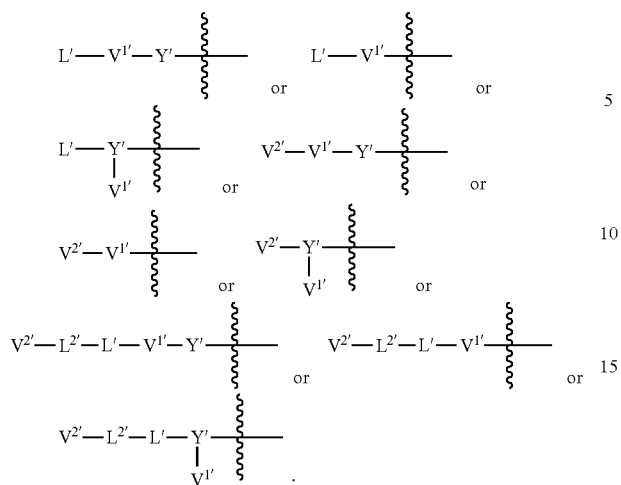 L′—V¹′—Y′— or L′—V¹′— or
5
L′—Y′— or V²′—V¹′—Y′— or
V¹′
10
V²′—V¹′— or V²′—Y′— or
V¹′
V²′—L²′—L′—V¹′—Y′— or V²′—L²′—L′—V¹′— or 15
V²′—L²′—L′—Y′— .
V¹′